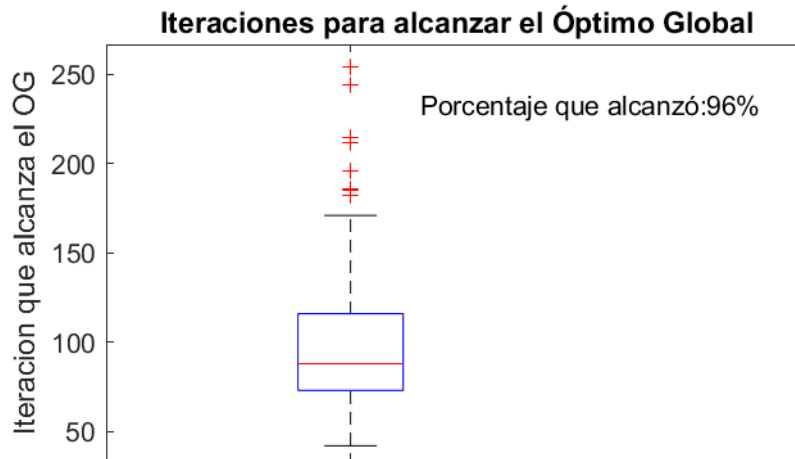 Iteraciones para alcanzar el Óptimo Global
Iteracion que alcanza el OG
250
200
150
100
50
Porcentaje que alcanzó:96%